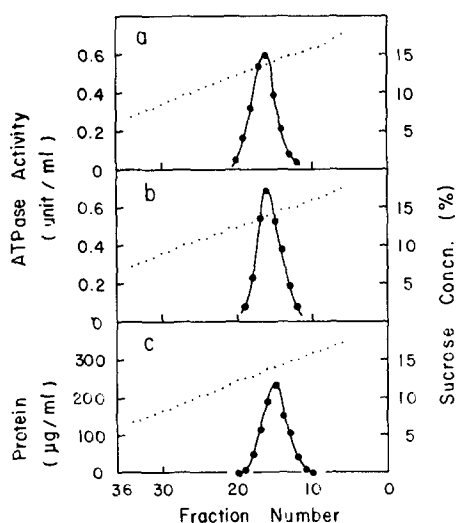 a
0.6
0.4
0.2
0
15
10
5
b
0.6
0.4
0.2
0
15
10
5
c
300
200
100
0
15
10
5
36 30 20 10 0
ATPase Activity
( unit / ml )
Protein
( µg / ml )
Sucrose Concn. (%)
Fraction Number